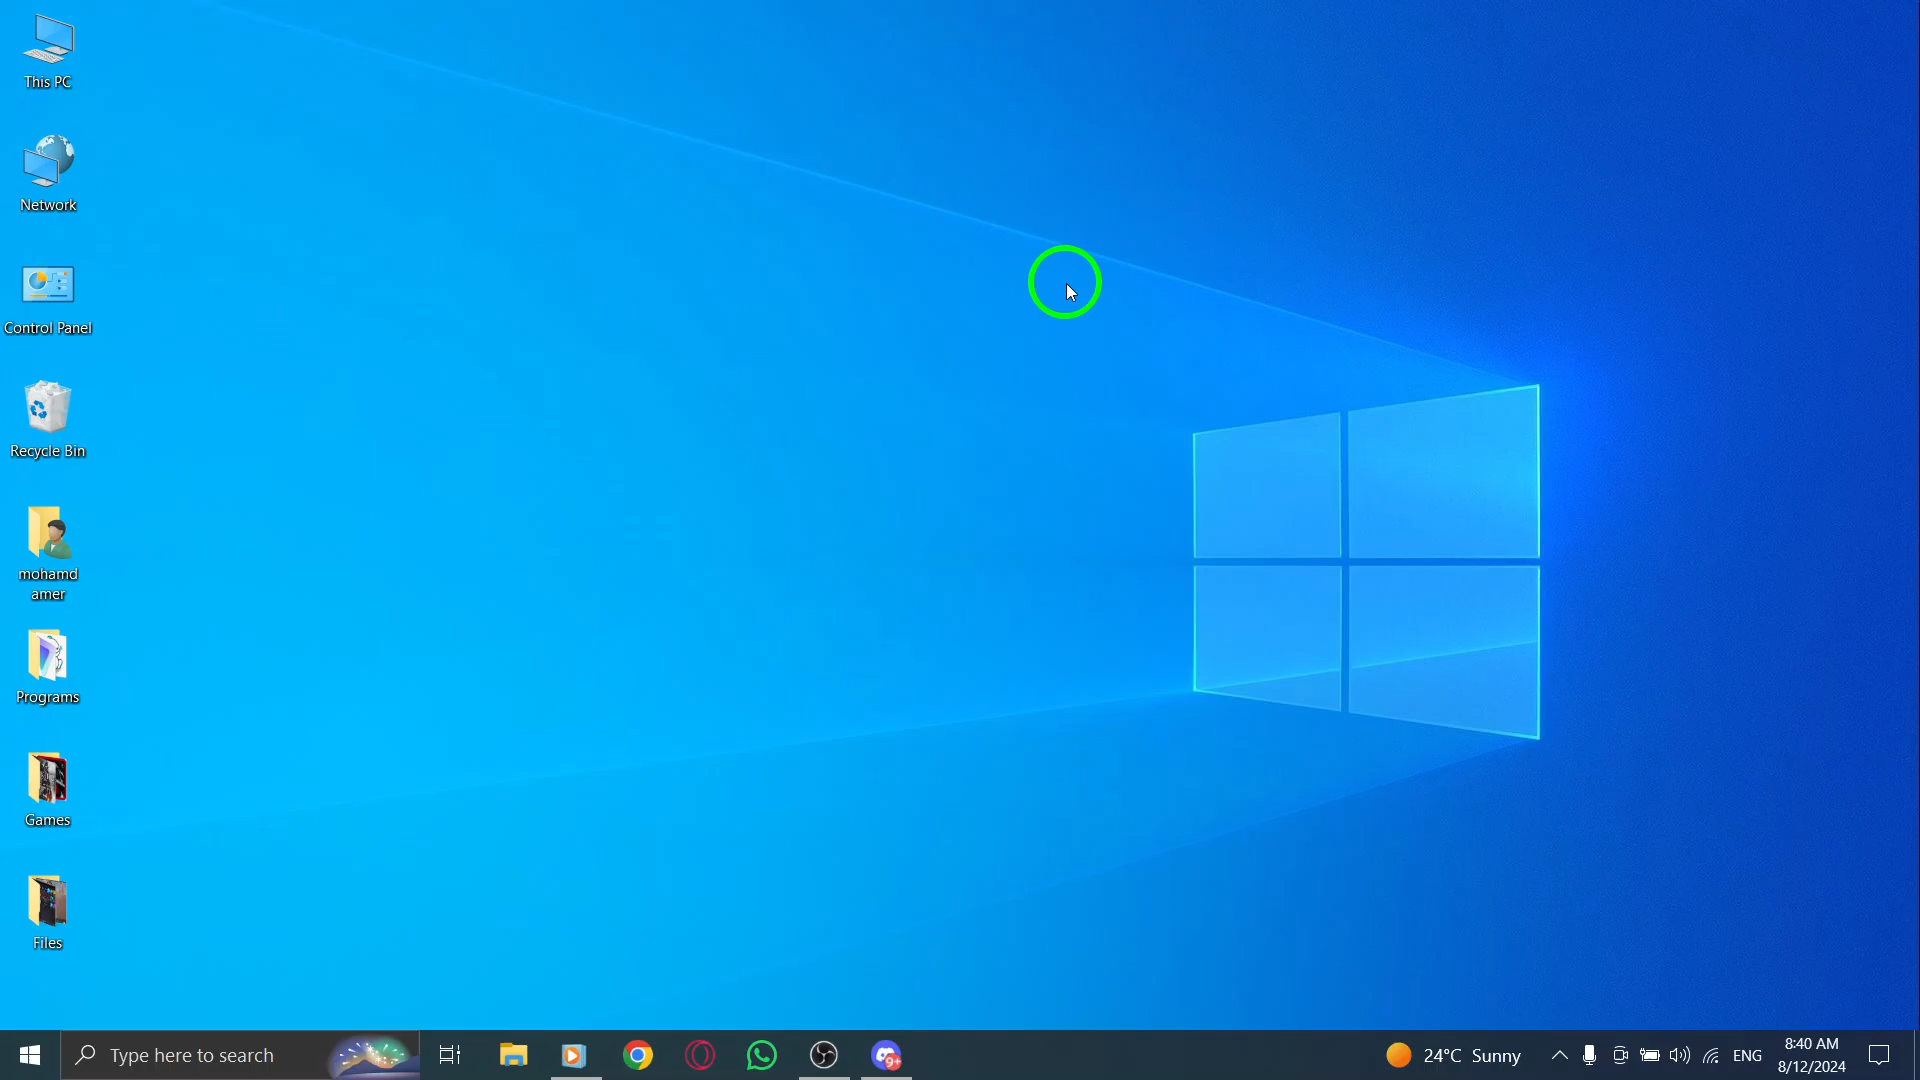 This PC
Network
Control Panel
Recycle Bin
mohamd
amer
Programs
Games
Files
Type here to search
9+
24°C Sunny
ENG
8:40 AM
8/12/2024